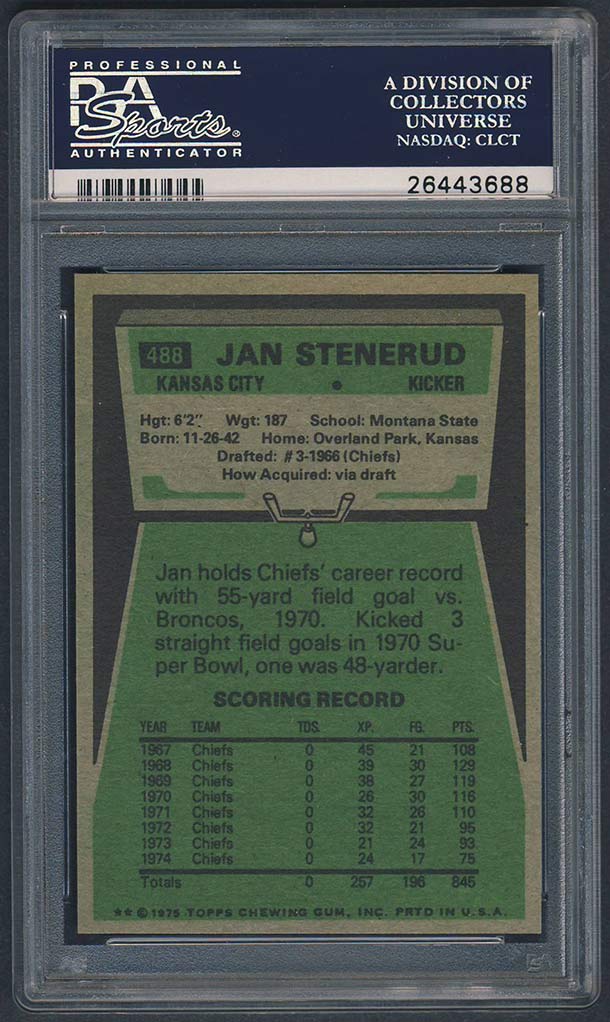 PROFESSIONAL
PSA
Sports®
AUTHENTICATOR
A DIVISION OF
COLLECTORS
UNIVERSE
NASDAQ: CLCT
26443688
488 JAN STENERUD
KANSAS CITY • KICKER
Hgt: 6'2" Wgt: 187 School: Montana State
Born: 11-26-42 Home: Overland Park, Kansas
Drafted: #3-1966 (Chiefs)
How Acquired: via draft
Jan holds Chiefs' career record
with 55-yard field goal vs.
Broncos, 1970. Kicked 3
straight field goals in 1970 Su-
per Bowl, one was 48-yarder.
SCORING RECORD
YEAR TEAM TDS. XP. FG. PTS.
1967 Chiefs 0 45 21 108
1968 Chiefs 0 39 30 129
1969 Chiefs 0 38 27 119
1970 Chiefs 0 26 30 116
1971 Chiefs 0 32 26 110
1972 Chiefs 0 32 21 95
1973 Chiefs 0 21 24 93
1974 Chiefs 0 24 17 75
Totals 0 257 196 845
★★ © 1975 TOPPS CHEWING GUM, INC. PRTD IN U.S.A.